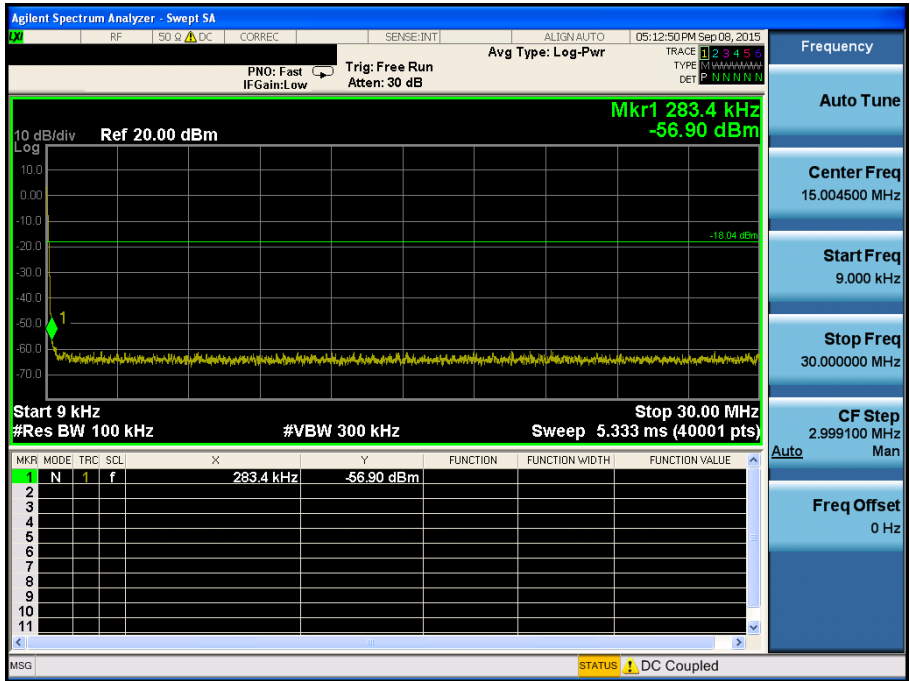 Agilent Spectrum Analyzer - Swept SA
LXI RF 50 Ω DC CORREC SENSE:INT ALIGN AUTO 05:12:50 PM Sep 08, 2015
Frequency
PNO: Fast
IFGain:Low
Trig: Free Run
Atten: 30 dB
Avg Type: Log-Pwr
TRACE 1 2 3 4 5 6
TYPE M
DET P N N N N N
Auto Tune
Mkr1 283.4 kHz
-56.90 dBm
10 dB/div Ref 20.00 dBm
Log
10.0
0.00
-10.0
-20.0
-30.0
-40.0
-50.0
-60.0
-70.0
-18.04 dBm
1
Center Freq
15.004500 MHz
Start Freq
9.000 kHz
Stop Freq
30.000000 MHz
Start 9 kHz Stop 30.00 MHz
#Res BW 100 kHz #VBW 300 kHz Sweep 5.333 ms (40001 pts)
CF Step
2.999100 MHz
Auto Man
MKR MODE TRC SCL X Y FUNCTION FUNCTION WIDTH FUNCTION VALUE
1 N 1 f 283.4 kHz -56.90 dBm
2
3
4
5
6
7
8
9
10
11
Freq Offset
0 Hz
MSG STATUS DC Coupled